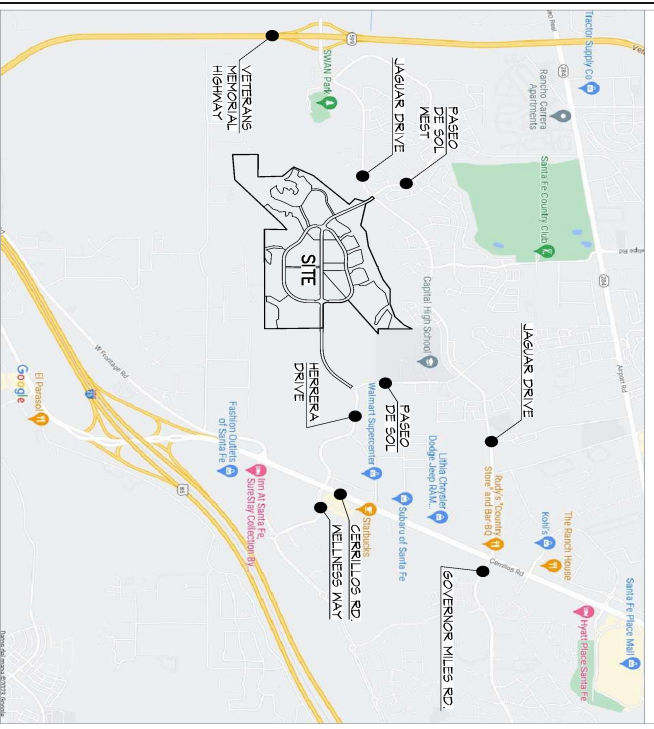 Santa Fe Place Mall
Airport Rd
Tractor Supply Co
Hyatt Place Santa Fe
The Ranch House
Rancho Carrera
Apartments
Santa Fe Country Club
Kohl's
JAGUAR DRIVE
Cerrillos Rd
Rudy's "Country
Store" and Bar-BQ
PASEO
DE SOL
WEST
GOVERNOR MILES RD.
Lithia Chrysler
Dodge Jeep RAM...
Capital High School
PASEO
DE SOL
Subaru of Santa Fe
JAGUAR DRIVE
Walmart Supercenter
Starbucks
CERRILLOS RD.
WELLNESS WAY
SWAN Park
HERRERA
DRIVE
SITE
Inn At Santa Fe,
SureStay Collection By
VETERANS
MEMORIAL
HIGHWAY
Fashion Outlets
of Santa Fe
85
W Frontage Rd
El Parasol
Google